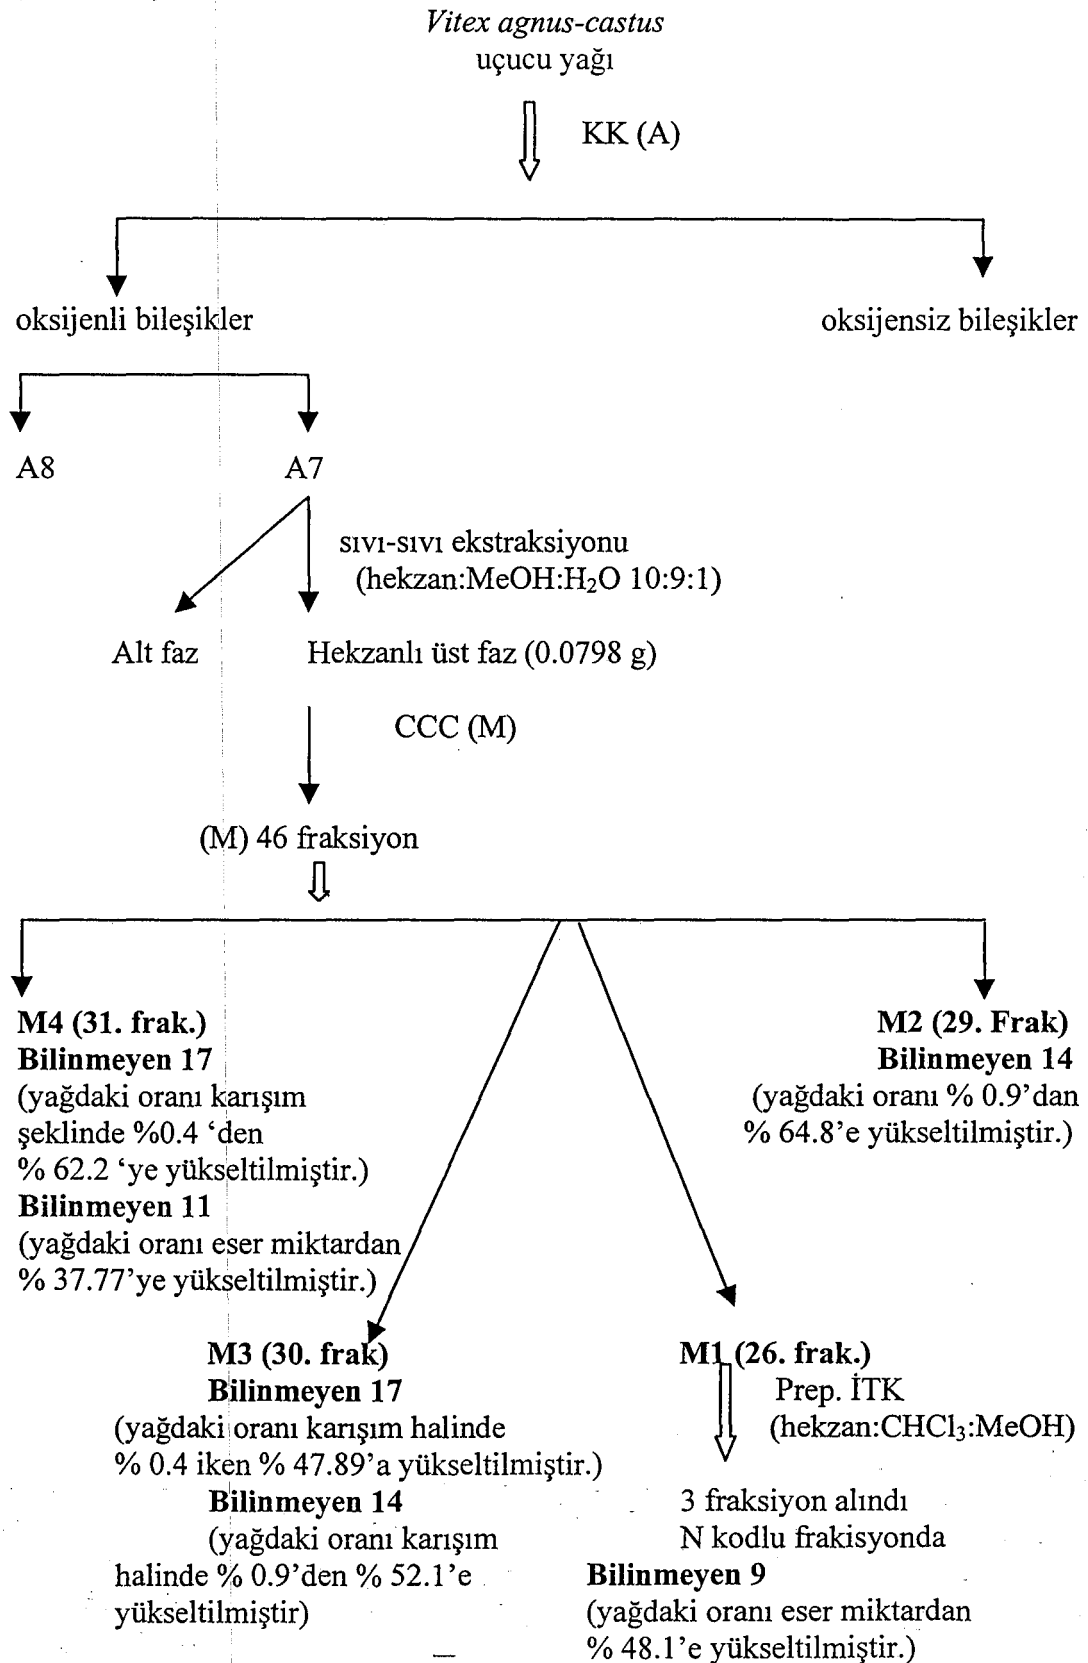 Vitex agnus-castus
uçucu yağı
KK (A)
oksijenli bileşikler
oksijensiz bileşikler
A8
A7
sıvı-sıvı ekstraksiyonu
(hekzan:MeOH:H₂O 10:9:1)
Alt faz
Hekzanlı üst faz (0.0798 g)
CCC (M)
(M) 46 fraksiyon
M4 (31. frak.)
Bilinmeyen 17
(yağdaki oranı karışım
şeklinde %0.4 ‘den
% 62.2 ‘ye yükseltilmiştir.)
Bilinmeyen 11
(yağdaki oranı eser miktardan
% 37.77’ye yükseltilmiştir.)
M2 (29. Frak)
Bilinmeyen 14
(yağdaki oranı % 0.9’dan
% 64.8’e yükseltilmiştir.)
M3 (30. frak)
Bilinmeyen 17
(yağdaki oranı karışım halinde
% 0.4 iken % 47.89’a yükseltilmiştir.)
Bilinmeyen 14
(yağdaki oranı karışım
halinde % 0.9’den % 52.1’e
yükseltilmiştir)
M1 (26. frak.)
Prep. İTK
(hekzan:CHCl₃:MeOH)
3 fraksiyon alındı
N kodlu frakisyonda
Bilinmeyen 9
(yağdaki oranı eser miktardan
% 48.1’e yükseltilmiştir.)